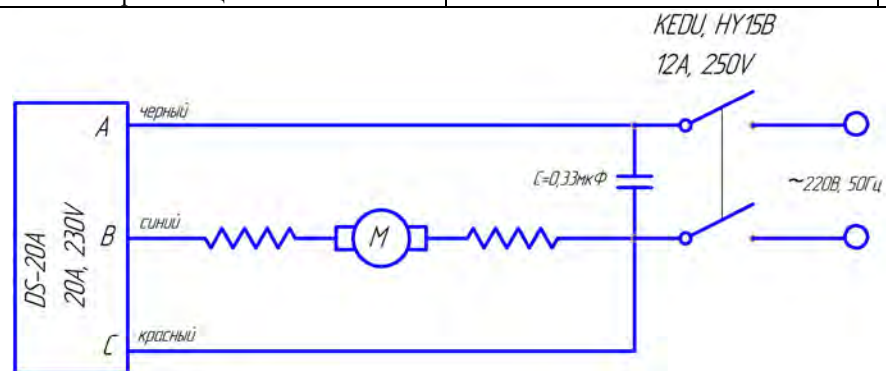 KEDU, HY15B
12A, 250V
A
черный
C=0,33мкФ
~220В, 50Гц
B
синий
M
DS-20A
20A, 230V
C
красный